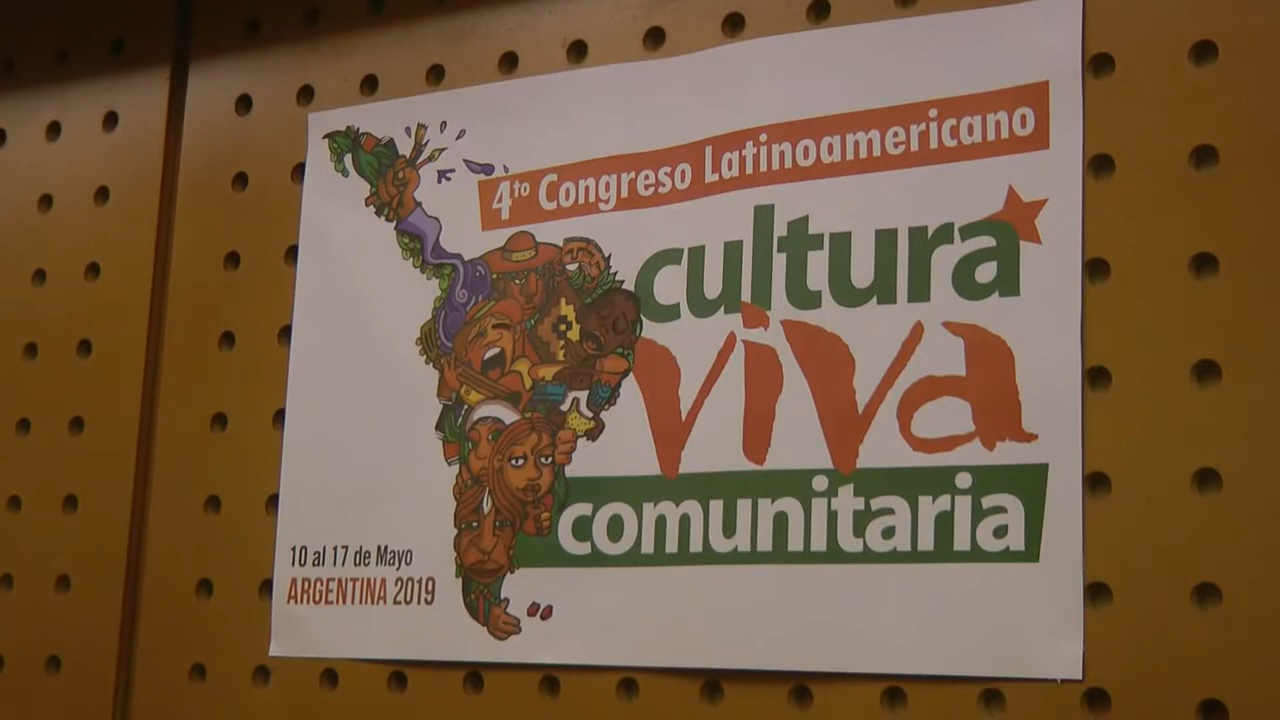 4to Congreso Latinoamericano
cultura
viva
comunitaria
10 al 17 de Mayo
ARGENTINA 2019